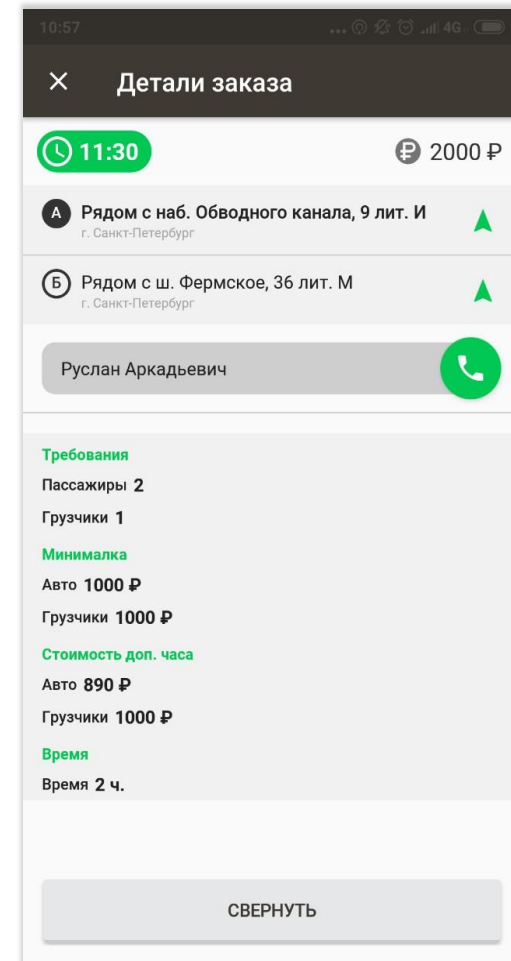 10:57 ... 4G
Детали заказа
11:30 ₽ 2000 ₽
А Рядом с наб. Обводного канала, 9 лит. И
г. Санкт-Петербург
Б Рядом с ш. Фермское, 36 лит. М
г. Санкт-Петербург
Руслан Аркадьевич
Требования
Пассажиры 2
Грузчики 1
Минималка
Авто 1000 ₽
Грузчики 1000 ₽
Стоимость доп. часа
Авто 890 ₽
Грузчики 1000 ₽
Время
Время 2 ч.
СВЕРНУТЬ